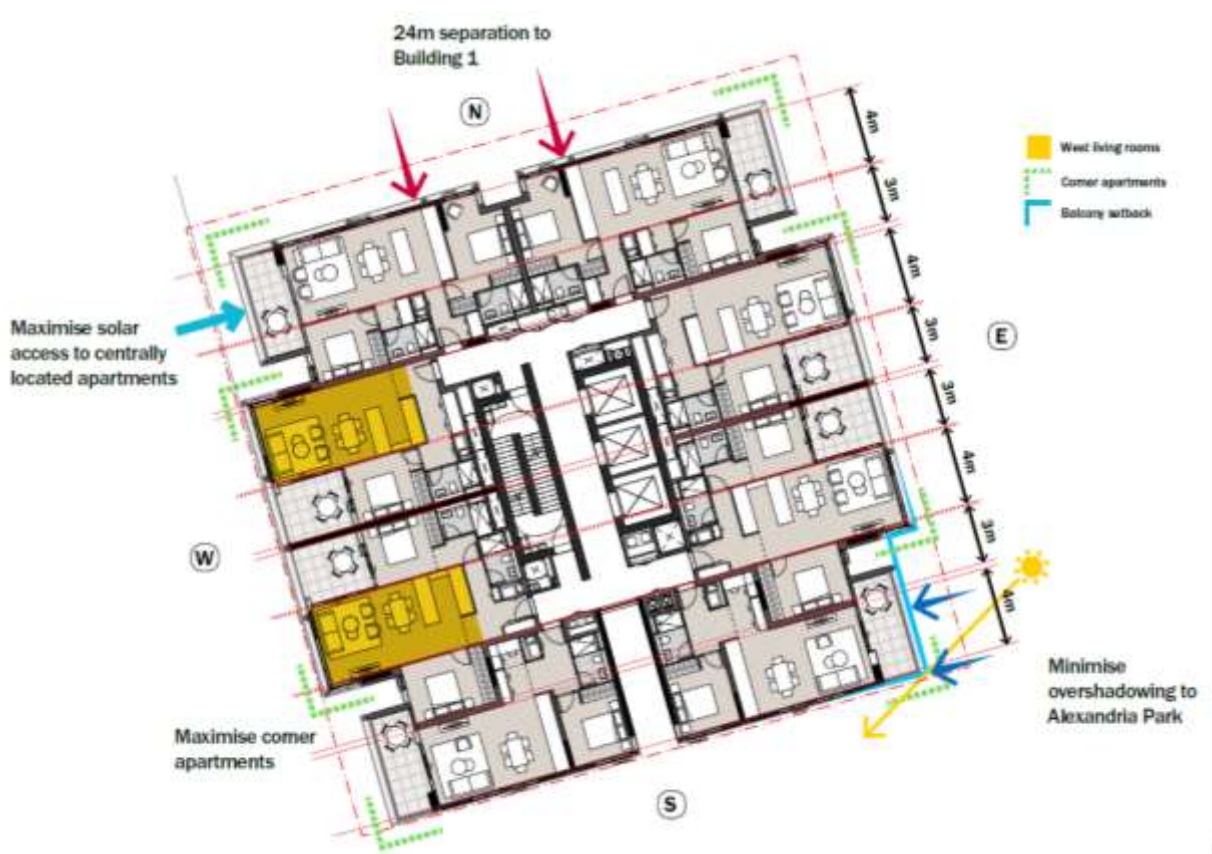 24m separation to
Building 1
N
4m
3m
4m
3m
3m
4m
3m
4m
E
West living rooms
Corner apartments
Balcony setback
Maximise solar
access to centrally
located apartments
W
Maximise corner
apartments
S
Minimise
overshadowing to
Alexandria Park